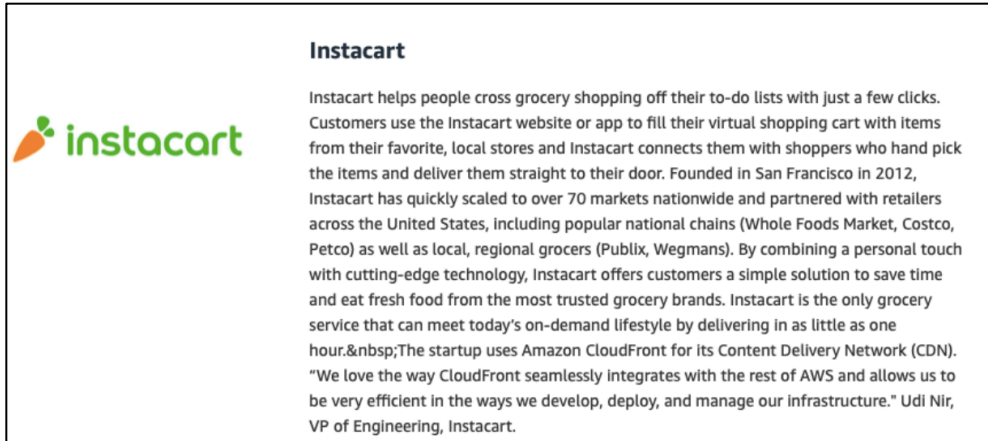 Instacart
instacart
Instacart helps people cross grocery shopping off their to-do lists with just a few clicks.
Customers use the Instacart website or app to fill their virtual shopping cart with items
from their favorite, local stores and Instacart connects them with shoppers who hand pick
the items and deliver them straight to their door. Founded in San Francisco in 2012,
Instacart has quickly scaled to over 70 markets nationwide and partnered with retailers
across the United States, including popular national chains (Whole Foods Market, Costco,
Petco) as well as local, regional grocers (Publix, Wegmans). By combining a personal touch
with cutting-edge technology, Instacart offers customers a simple solution to save time
and eat fresh food from the most trusted grocery brands. Instacart is the only grocery
service that can meet today's on-demand lifestyle by delivering in as little as one
hour.&nbsp;The startup uses Amazon CloudFront for its Content Delivery Network (CDN).
“We love the way CloudFront seamlessly integrates with the rest of AWS and allows us to
be very efficient in the ways we develop, deploy, and manage our infrastructure." Udi Nir,
VP of Engineering, Instacart.